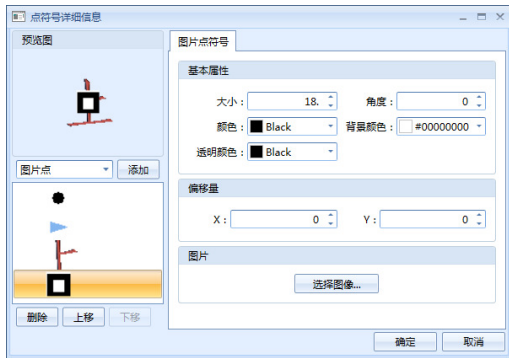 点符号详细信息
预览图
图片点 添加
删除 上移 下移
图片点符号
基本属性
大小： 18. 角度： 0
颜色： Black 背景颜色： #00000000
透明颜色： Black
偏移量
X： 0 Y： 0
图片
选择图像...
确定 取消